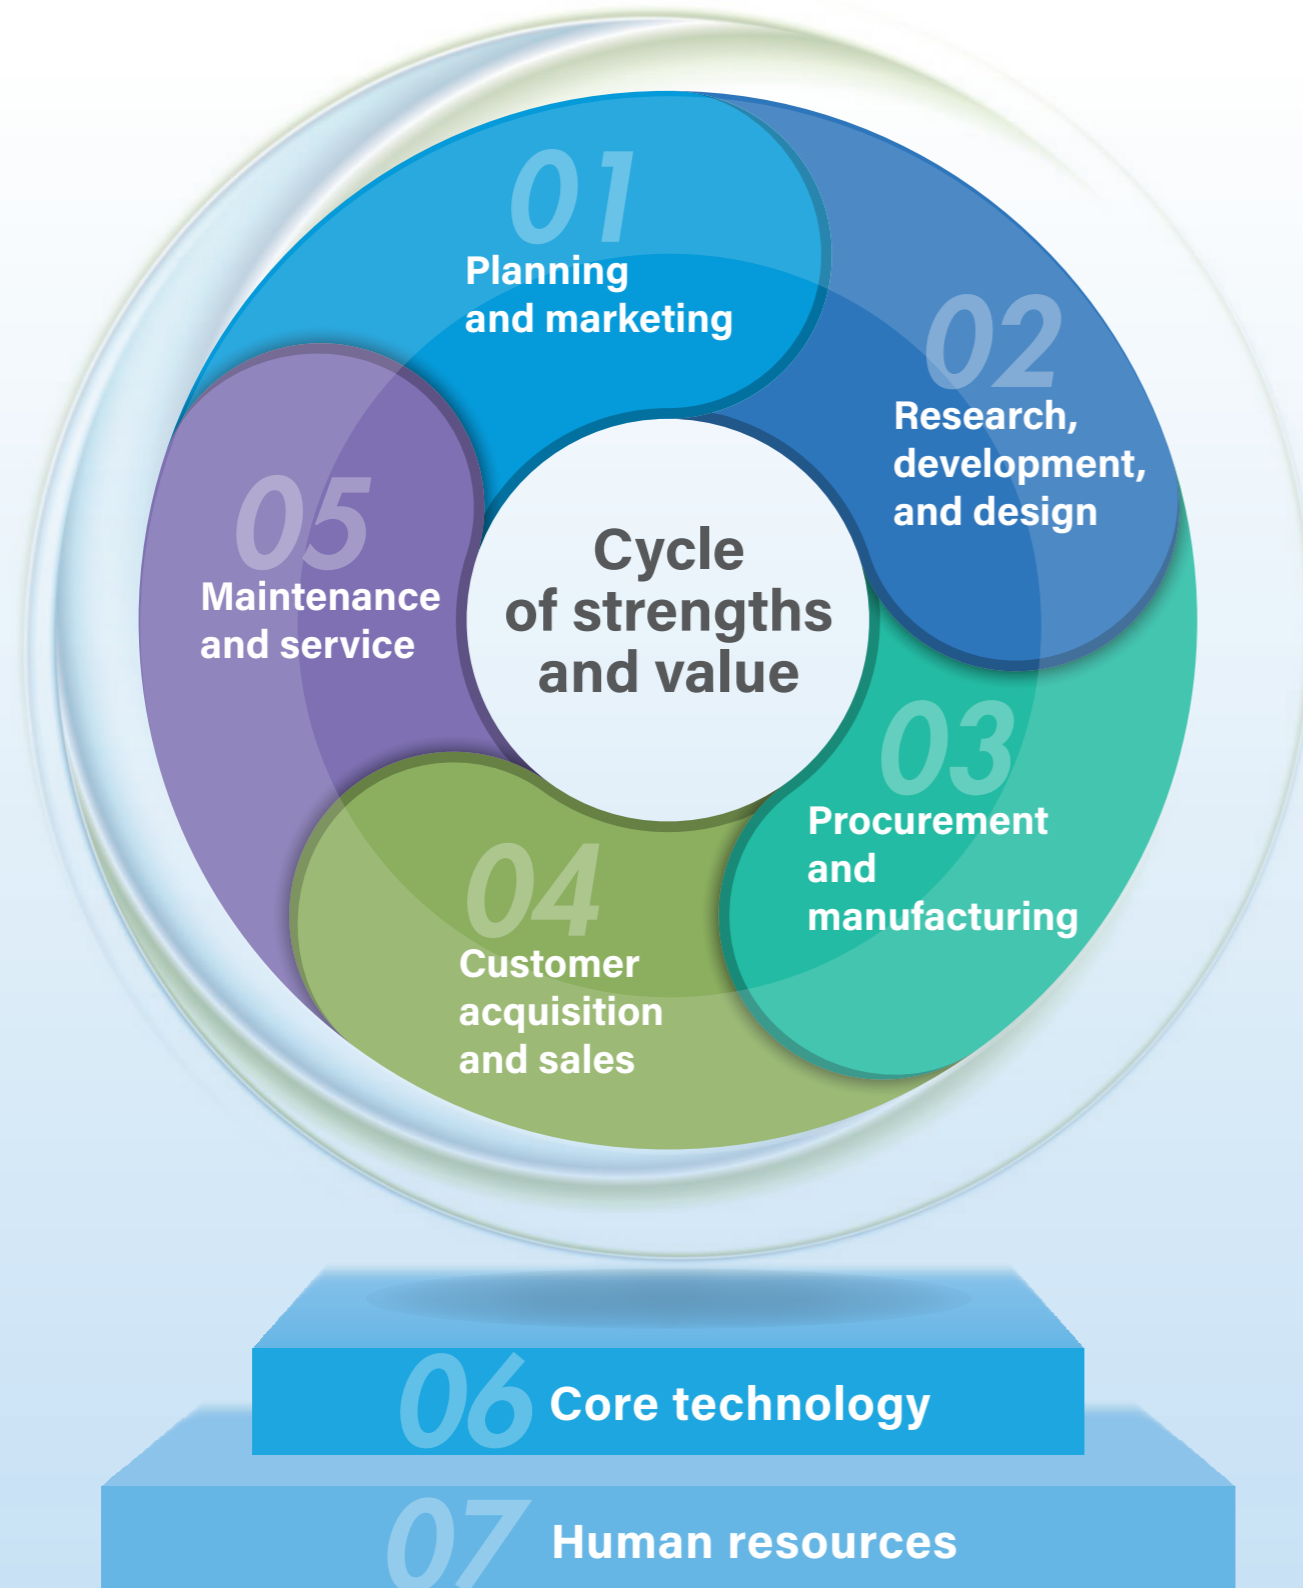 01
Planning
and marketing
02
Research,
development,
and design
03
Procurement
and
manufacturing
04
Customer
acquisition
and sales
05
Maintenance
and service
Cycle
of strengths
and value
06 Core technology
07 Human resources